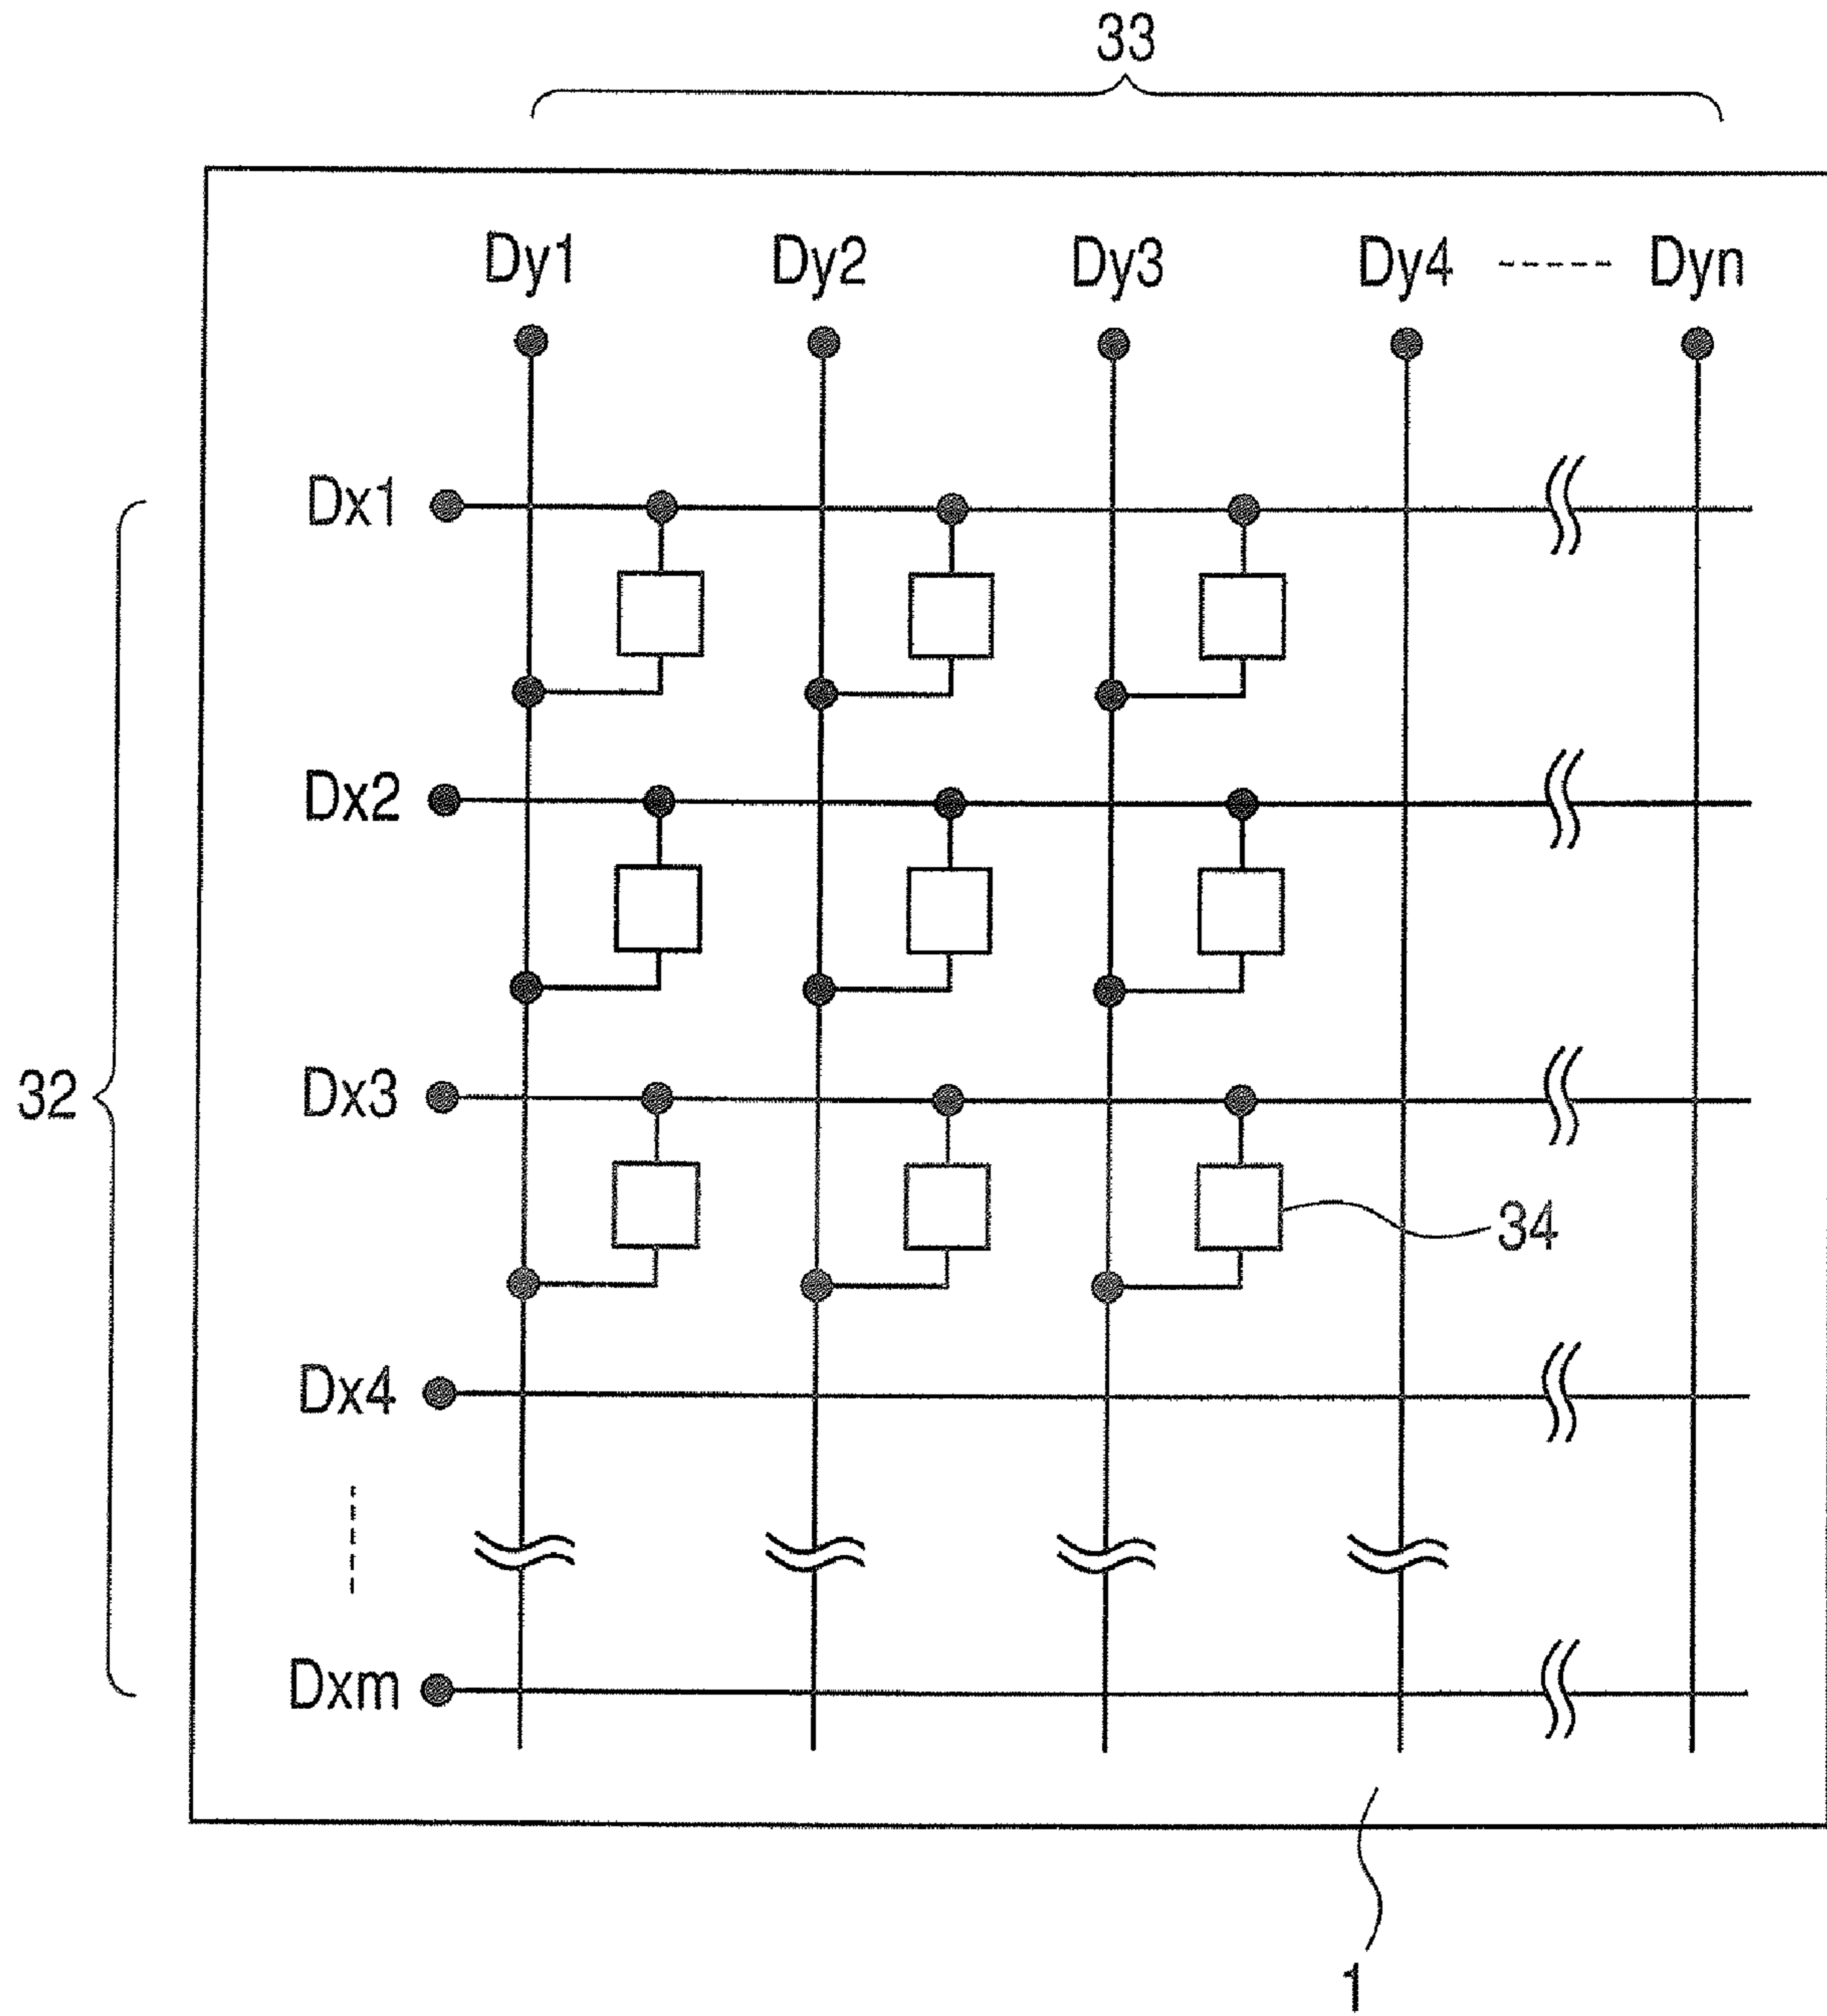 33
Dy1 Dy2 Dy3 Dy4 ----- Dyn
Dx1
Dx2
32
Dx3
34
Dx4
Dxm
1